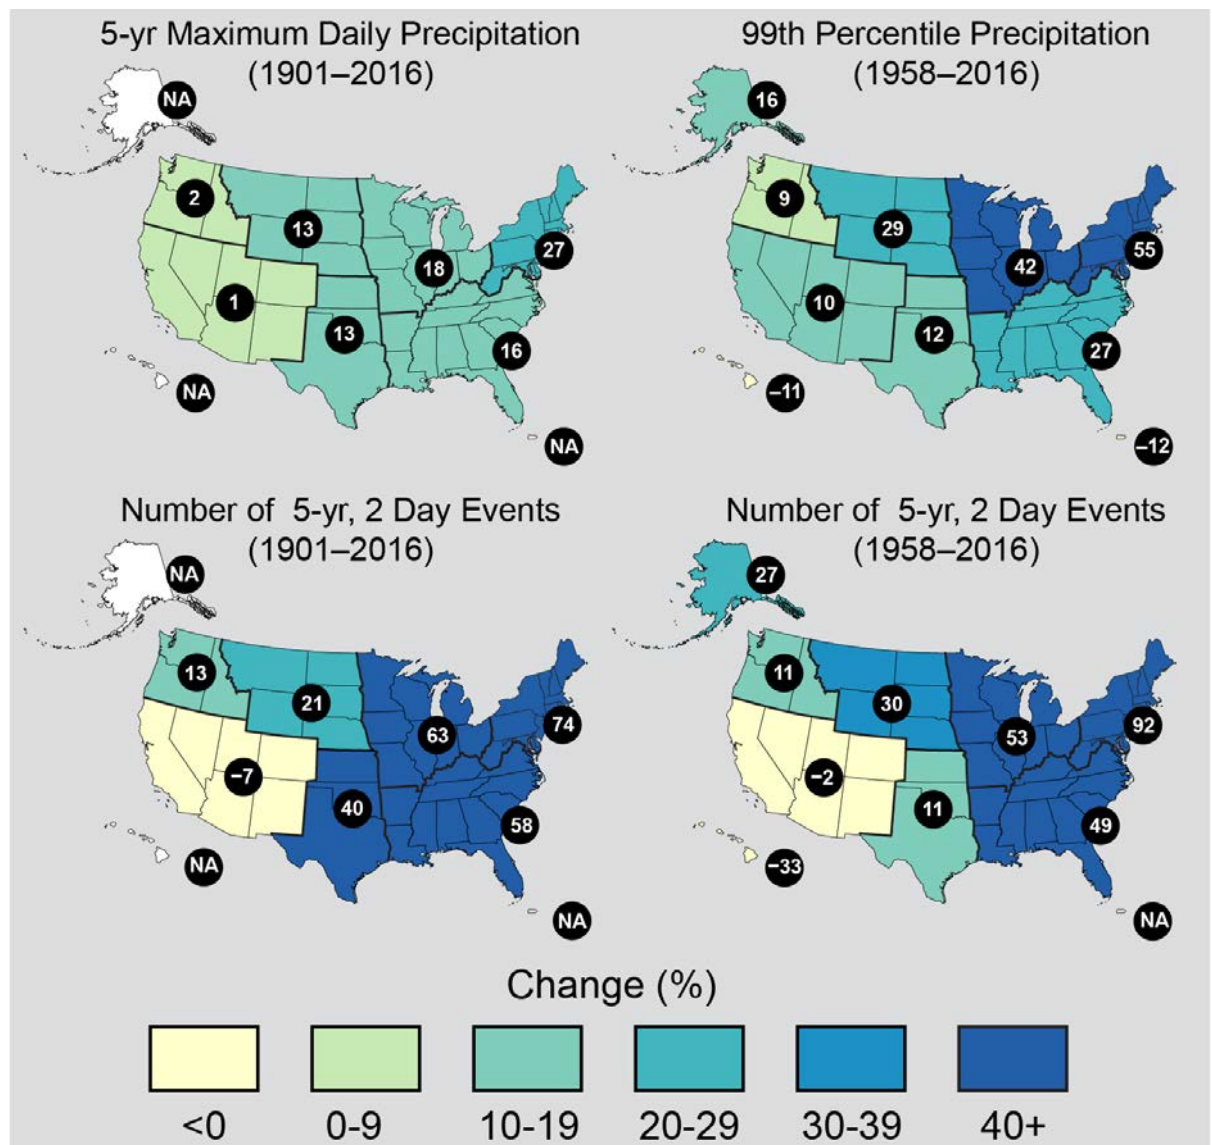 5-yr Maximum Daily Precipitation
(1901–2016)
NA
2
13
27
18
1
13
16
NA
NA
99th Percentile Precipitation
(1958–2016)
16
9
29
55
42
10
12
27
–11
–12
Number of 5-yr, 2 Day Events
(1901–2016)
NA
13
21
74
63
–7
40
58
NA
NA
Number of 5-yr, 2 Day Events
(1958–2016)
27
11
30
92
53
–2
11
49
–33
NA
Change (%)
<0 0-9 10-19 20-29 30-39 40+